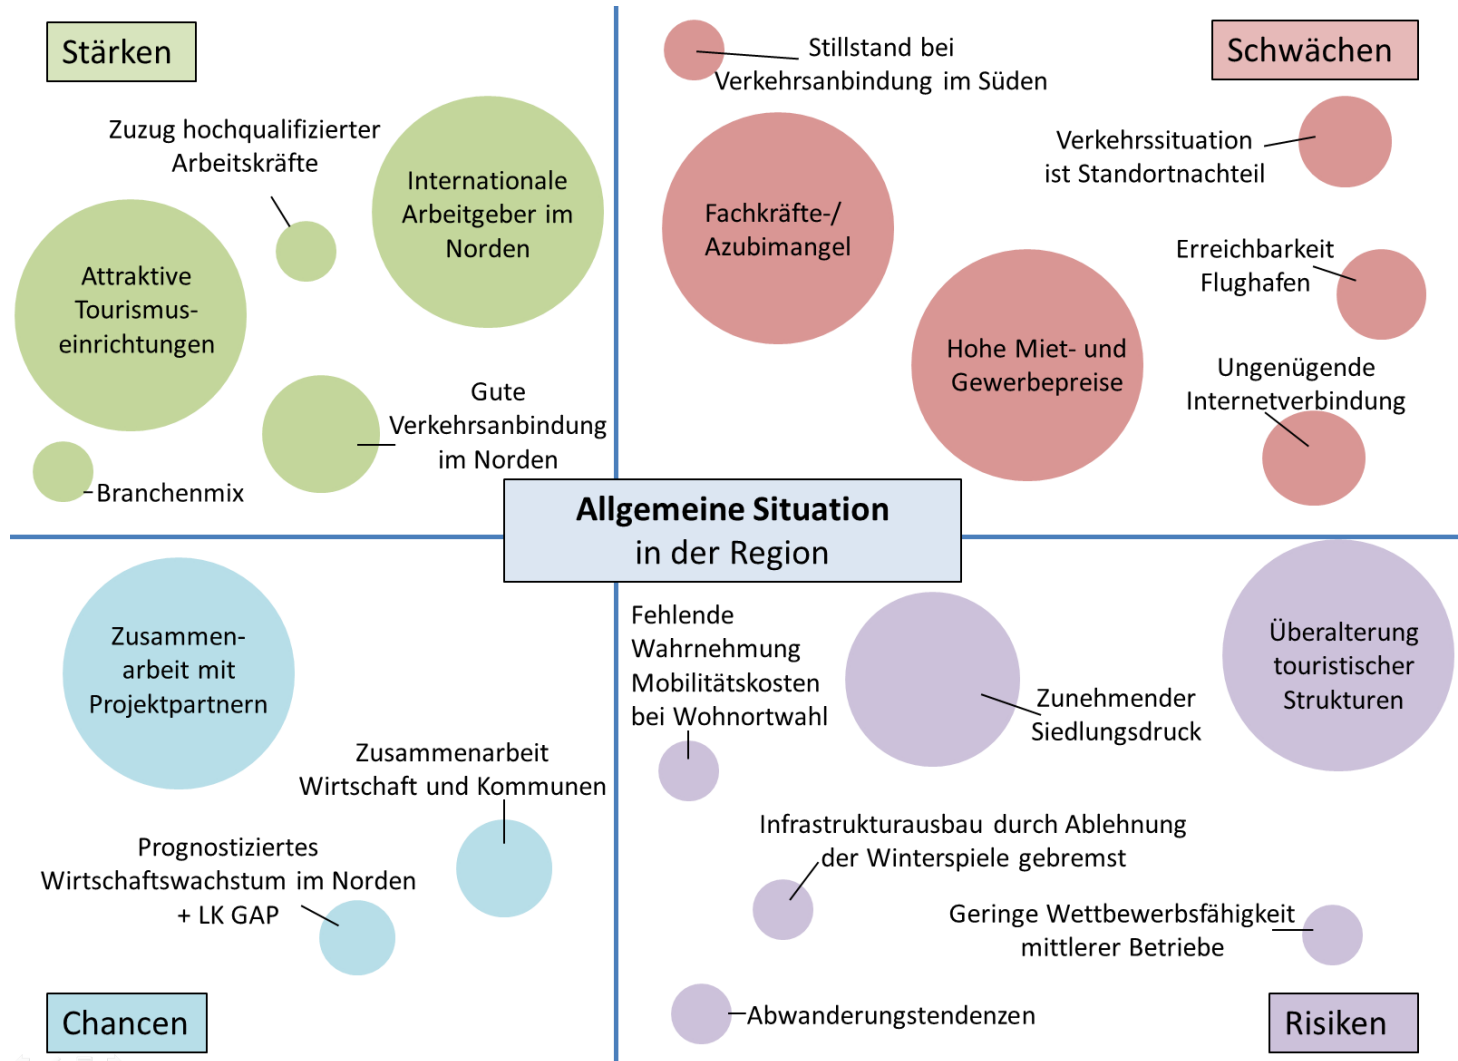 Stärken
Zuzug hochqualifizierter
Arbeitskräfte
Internationale
Arbeitgeber im
Norden
Attraktive
Tourismus-
einrichtungen
Gute
Verkehrsanbindung
im Norden
Branchenmix
Schwächen
Stillstand bei
Verkehrsanbindung im Süden
Verkehrssituation
ist Standortnachteil
Fachkräfte-/
Azubimangel
Erreichbarkeit
Flughafen
Hohe Miet- und
Gewerbepreise
Ungenügende
Internetverbindung
Allgemeine Situation
in der Region
Zusammen-
arbeit mit
Projektpartnern
Zusammenarbeit
Wirtschaft und Kommunen
Prognostiziertes
Wirtschaftswachstum im Norden
+ LK GAP
Chancen
Fehlende
Wahrnehmung
Mobilitätskosten
bei Wohnortwahl
Zunehmender
Siedlungsdruck
Überalterung
touristischer
Strukturen
Infrastrukturausbau durch Ablehnung
der Winterspiele gebremst
Geringe Wettbewerbsfähigkeit
mittlerer Betriebe
Abwanderungstendenzen
Risiken